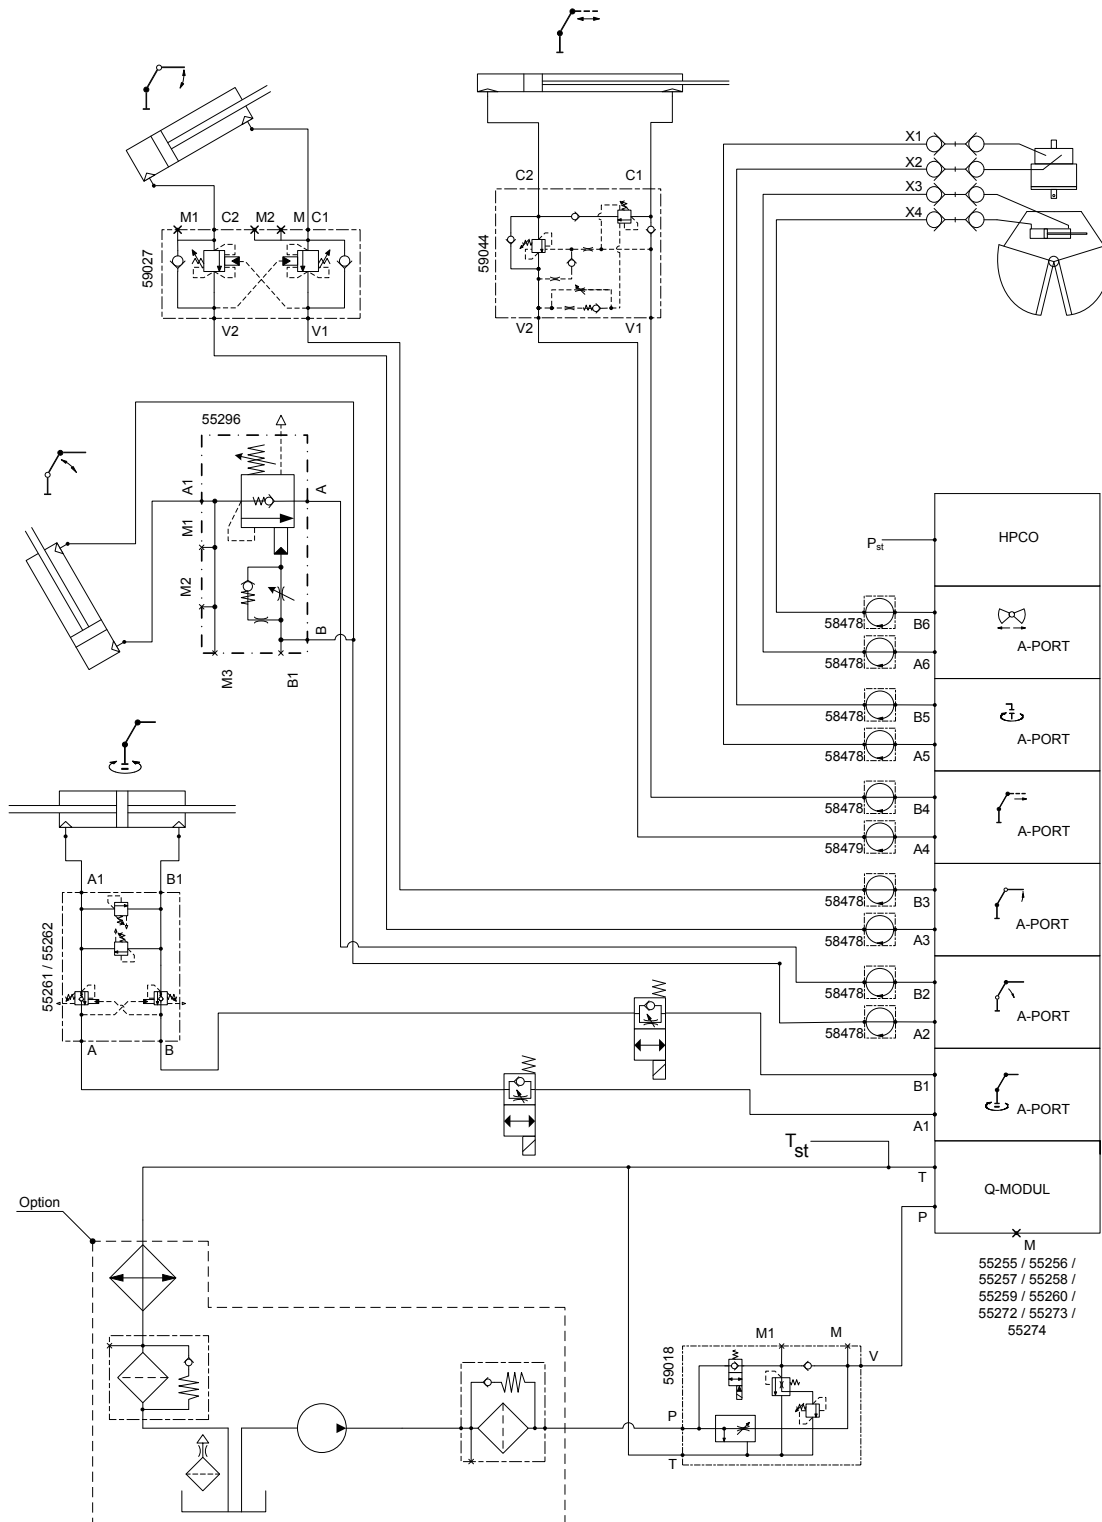 X1
X2
X3
X4
C2
C1
59044
V2
V1
M1
C2
M2
M
C1
59027
V2
V1
55296
A1
A
M1
M2
B
M3
B1
HPCO
Pst
58478
B6
A-PORT
58478
A6
58478
B5
A-PORT
58478
A5
58478
B4
A-PORT
58479
A4
58478
B3
A-PORT
58478
A3
58478
B2
A-PORT
58478
A2
A1
B1
55261 / 55262
A
B
B1
A-PORT
A1
Tst
T
Q-MODUL
P
M
55255 / 55256 /
55257 / 55258 /
55259 / 55260 /
55272 / 55273 /
55274
Option
M1
M
59018
V
P
T